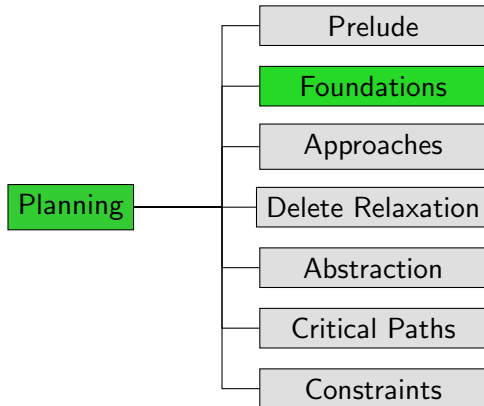 Prelude
Foundations
Approaches
Planning
Delete Relaxation
Abstraction
Critical Paths
Constraints